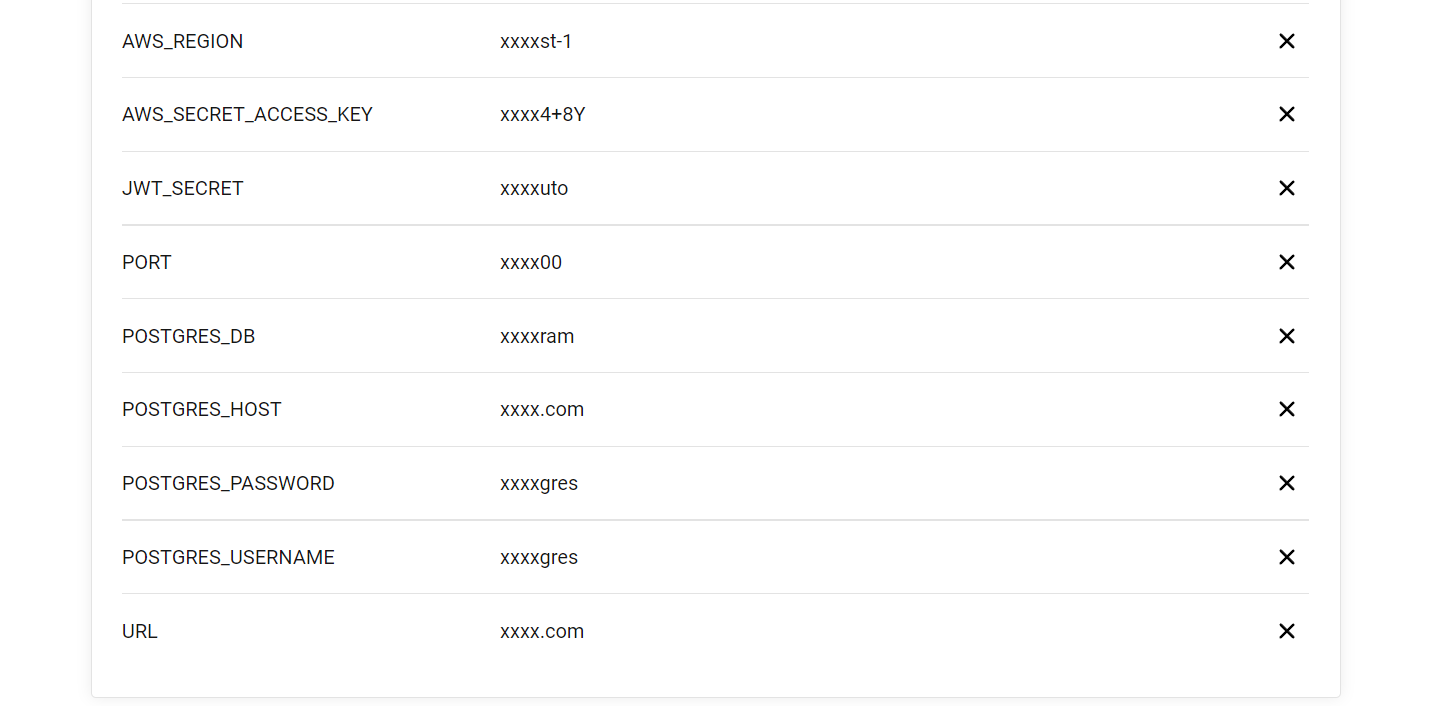 AWS_REGION xxxxst-1
AWS_SECRET_ACCESS_KEY xxxx4+8Y
JWT_SECRET xxxxuto
PORT xxxx00
POSTGRES_DB xxxxram
POSTGRES_HOST xxxx.com
POSTGRES_PASSWORD xxxxgres
POSTGRES_USERNAME xxxxgres
URL xxxx.com